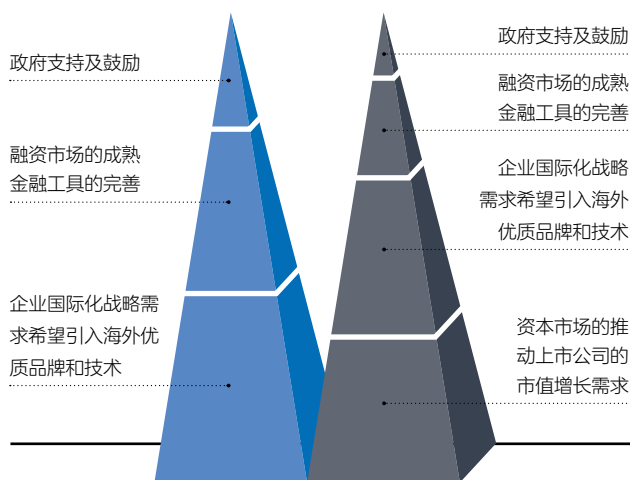 政府支持及鼓励
融资市场的成熟
金融工具的完善
企业国际化战略需
求希望引入海外优
质品牌和技术
政府支持及鼓励
融资市场的成熟
金融工具的完善
企业国际化战略
需求希望引入海外
优质品牌和技术
资本市场的推
动上市公司的
市值增长需求